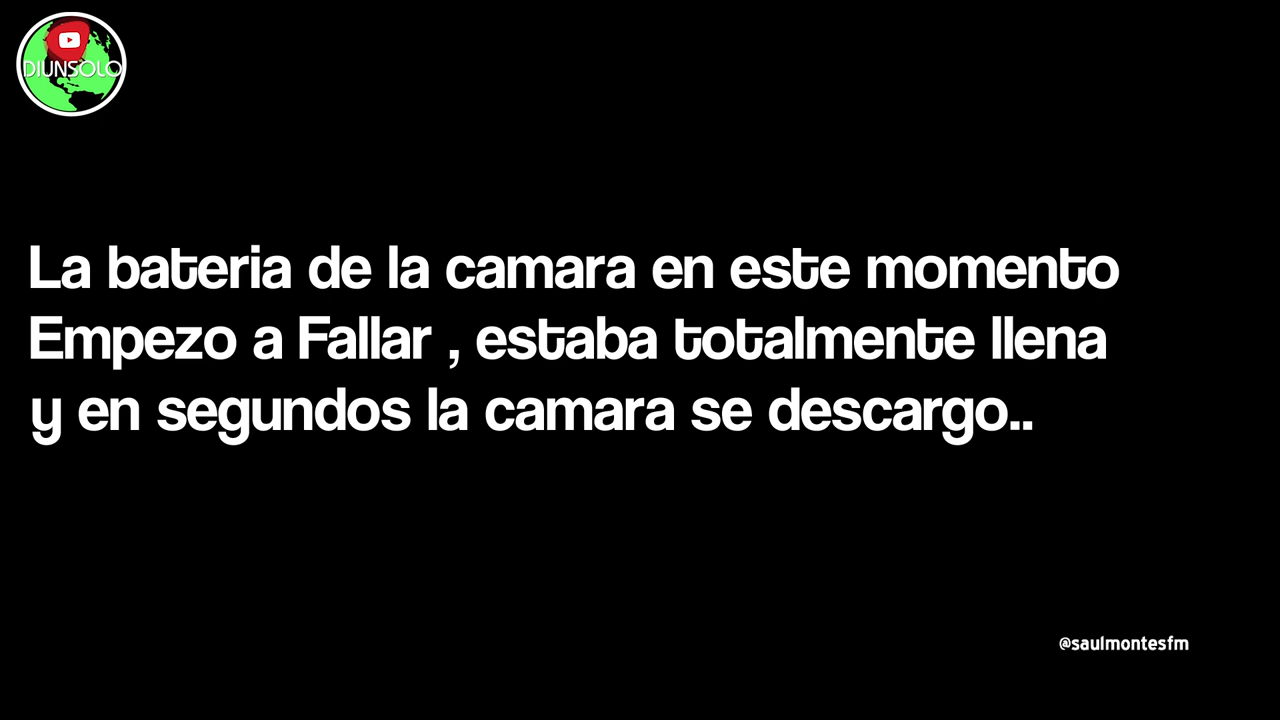 DIUNSOLO
La bateria de la camara en este momento
Empezo a Fallar , estaba totalmente llena
y en segundos la camara se descargo..
@saulmontesfm